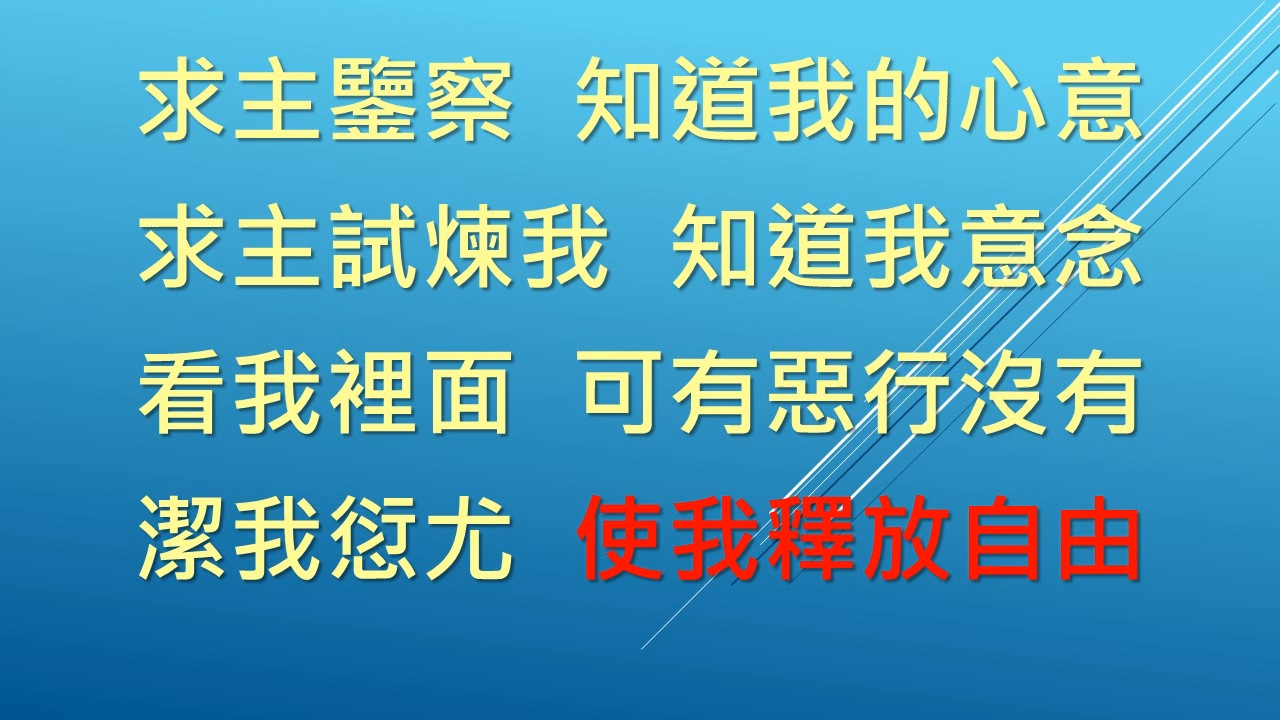 求主鑒察 知道我的心意
求主試煉我 知道我意念
看我裡面 可有惡行沒有
潔我愆尤 使我釋放自由